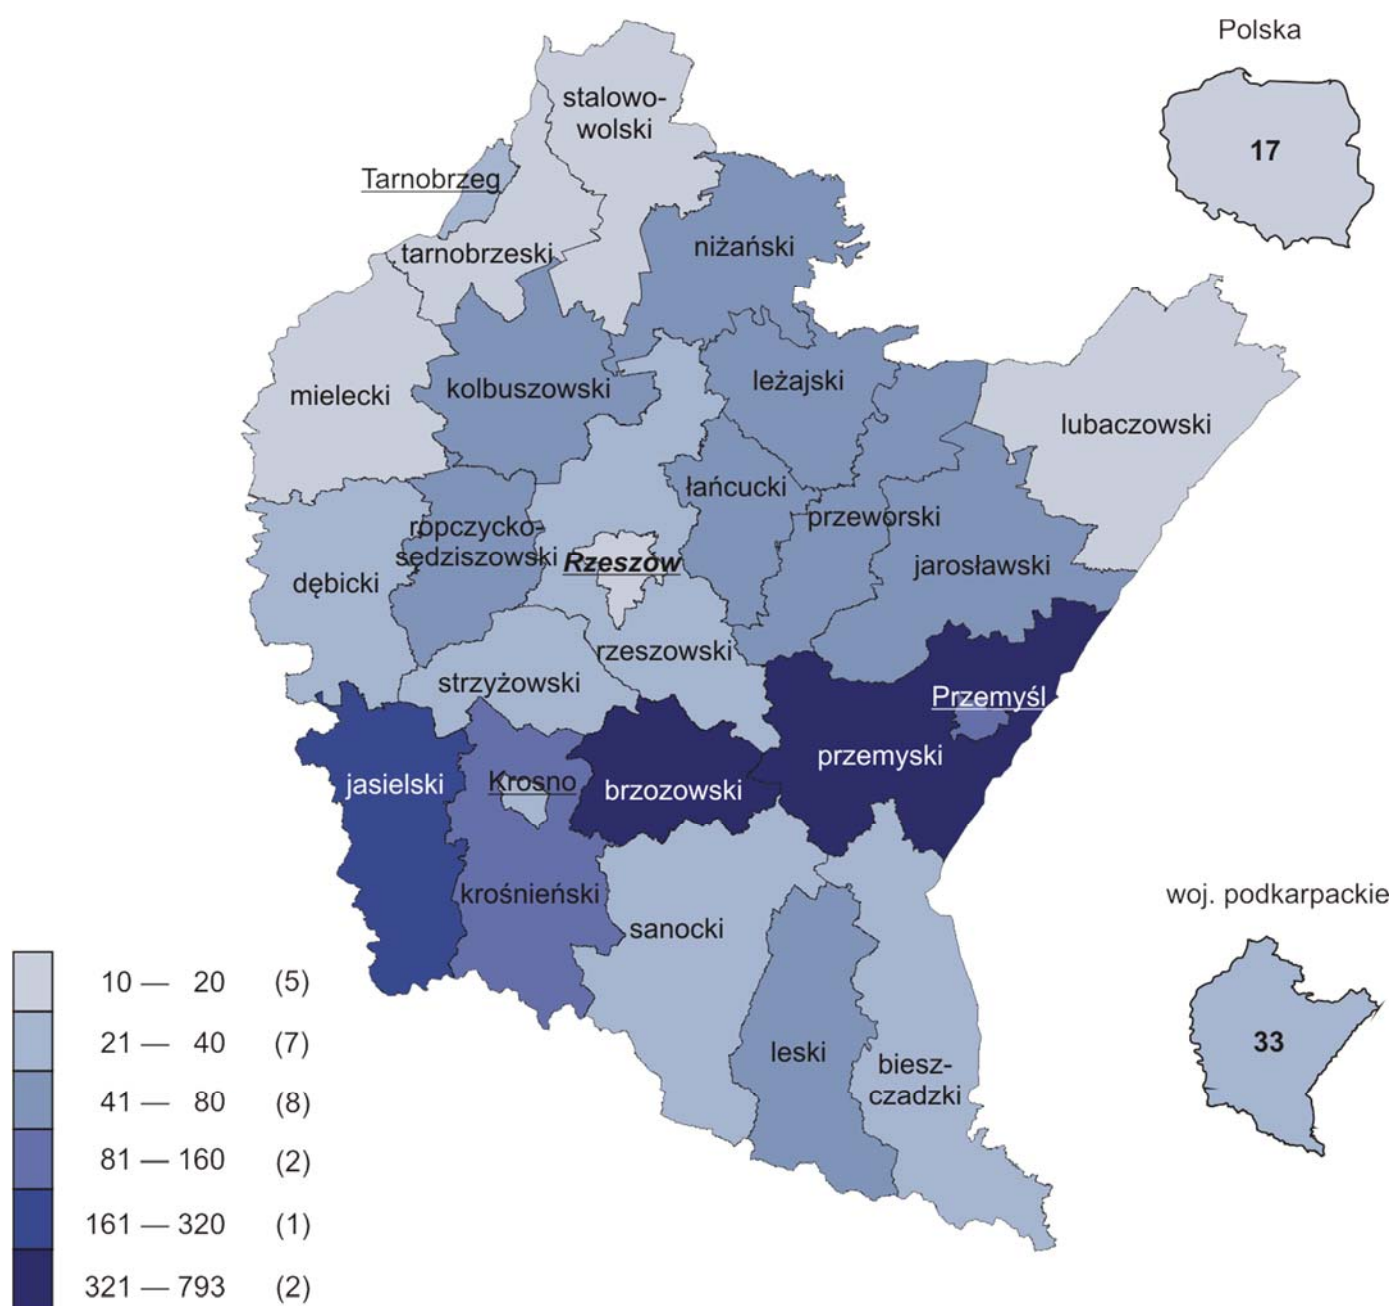 Polska
17
stalowo-
wolski
Tarnobrzeg
tarnobrzeski
niżański
mielecki
kolbuszowski
leżajski
lubaczowski
łańcucki
ropczycko-
sędziszowski
przeworski
Rzeszów
jarosławski
dębicki
rzeszowski
strzyżowski
Przemyśl
przemyski
jasielski
Krosno
brzozowski
krośnieński
sanocki
leski
biesz-
czadzki
woj. podkarpackie
33
10 — 20 (5)
21 — 40 (7)
41 — 80 (8)
81 — 160 (2)
161 — 320 (1)
321 — 793 (2)